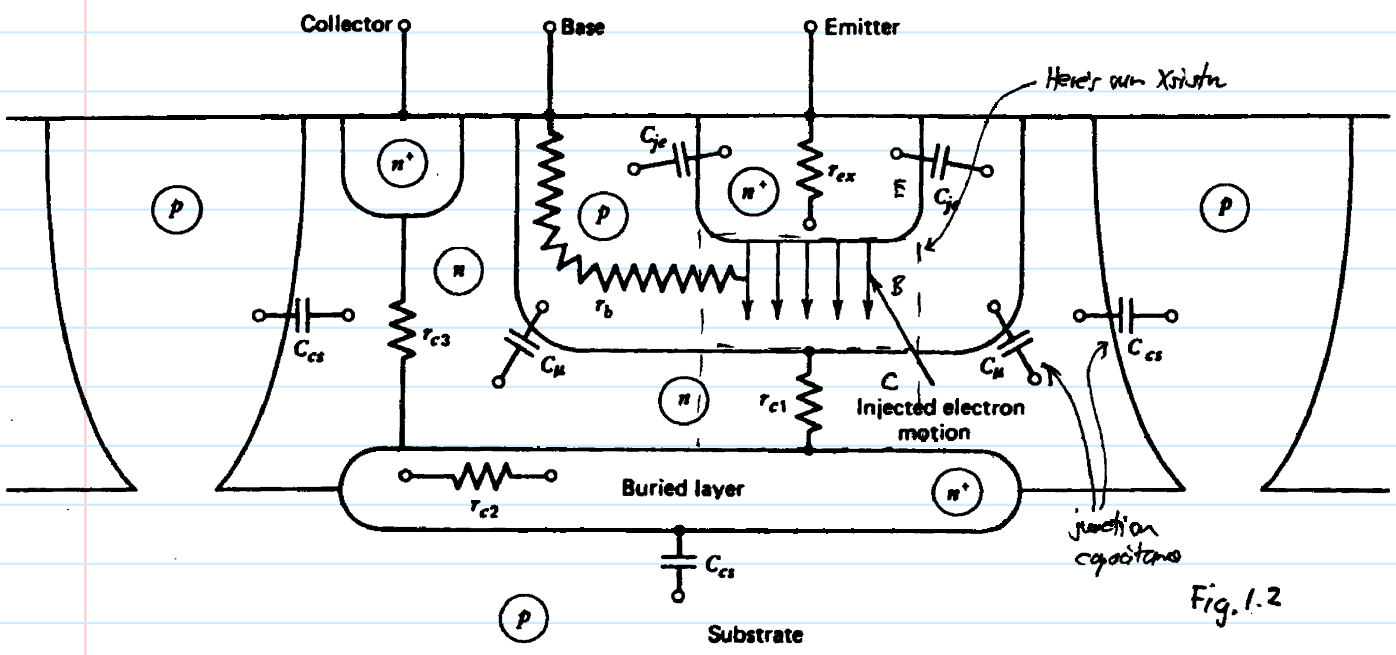 Collector
Base
Emitter
Here's our Xsistr
n⁺
C_je
n⁺
r_ex
E
C_je
p
p
p
n
B
r_b
C_cs
r_c3
C_μ
C_μ
C_cs
n
r_c1
C
Injected electron
motion
r_c2
Buried layer
n⁺
junction
capacitance
C_cs
Fig. 1.2
p
Substrate